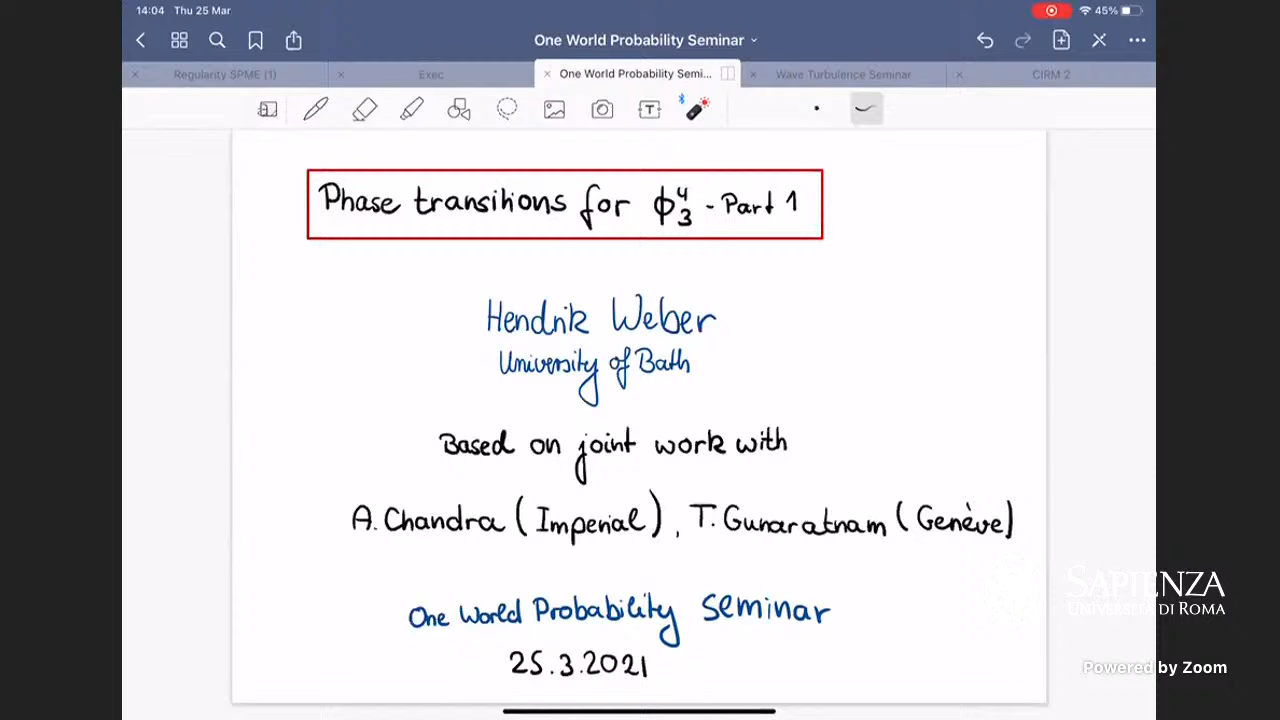 14:04 Thu 25 Mar
45%
One World Probability Seminar
Regularity SPME (1)
Exec
One World Probability Semi...
Wave Turbulence Seminar
CIRM 2
Phase transitions for ϕ⁴₃ - Part 1
Hendrik Weber
University of Bath
Based on joint work with
A. Chandra (Imperial), T. Gunaratnam (Genève)
One World Probability Seminar
25.3.2021
SAPIENZA
UNIVERSITÀ DI ROMA
Powered by Zoom